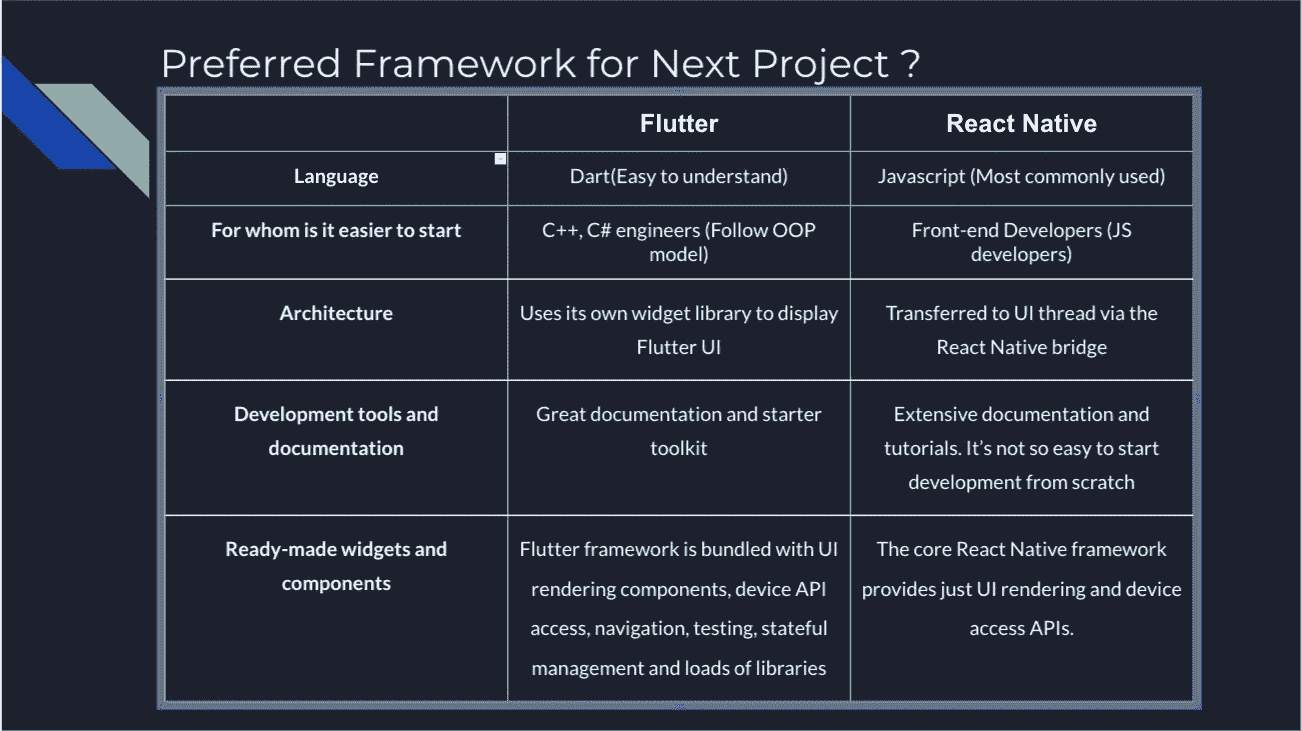 Preferred Framework for Next Project ?
Flutter
React Native
Language
Dart(Easy to understand)
Javascript (Most commonly used)
For whom is it easier to start
C++, C# engineers (Follow OOP
model)
Front-end Developers (JS
developers)
Architecture
Uses its own widget library to display
Flutter UI
Transferred to UI thread via the
React Native bridge
Development tools and
documentation
Great documentation and starter
toolkit
Extensive documentation and
tutorials. It’s not so easy to start
development from scratch
Ready-made widgets and
components
Flutter framework is bundled with UI
rendering components, device API
access, navigation, testing, stateful
management and loads of libraries
The core React Native framework
provides just UI rendering and device
access APIs.